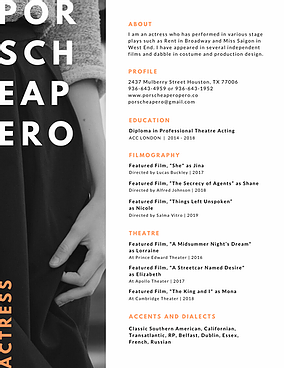 POR
SCH
EAP
ERO
ACTRESS
ABOUT
I am an actress who has performed in various stage
plays such as Rent in Broadway and Miss Saigon in
West End. I have appeared in several independent
films and dabble in costume and production design.
PROFILE
2437 Mulberry Street Houston, TX 77006
936-643-4959 or 936-643-1952
www.porscheaperopero.co
porscheapero@gmail.com
EDUCATION
Diploma in Professional Theatre Acting
ACC LONDON | 2014 - 2018
FILMOGRAPHY
Featured Film, "She" as Jina
Directed by Lucas Buckley | 2017
Featured Film, "The Secrecy of Agents" as Shane
Directed by Alfred Johnson | 2018
Featured Film, "Things Left Unspoken"
as Nicole
Directed by Salma Vitro | 2019
THEATRE
Featured Film, "A Midsummer Night's Dream"
as Lorraine
At Prince Edward Theater | 2016
Featured Film, "A Streetcar Named Desire"
as Elizabeth
At Apollo Theater | 2017
Featured Film, "The King and I" as Mona
At Cambridge Theater | 2018
ACCENTS AND DIALECTS
Classic Southern American, Californian,
Transatlantic, RP, Belfast, Dublin, Essex,
French, Russian